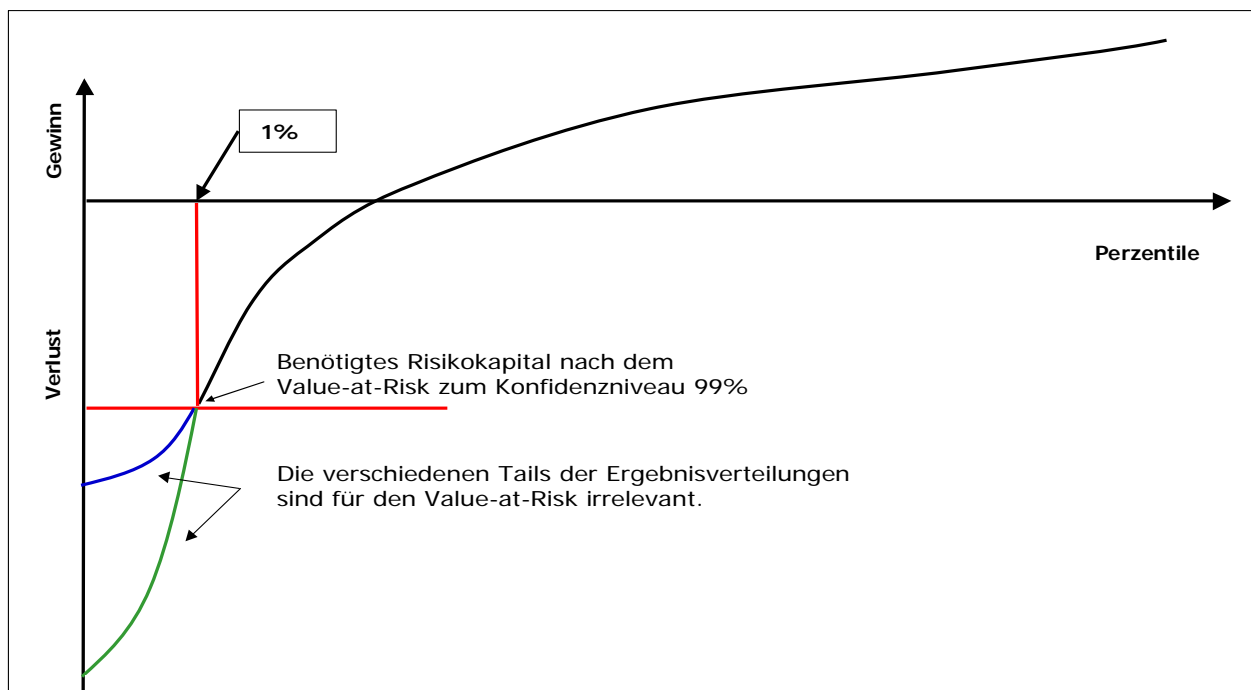 Gewinn
1%
Perzentile
Verlust
Benötigtes Risikokapital nach dem
Value-at-Risk zum Konfidenzniveau 99%
Die verschiedenen Tails der Ergebnisverteilungen
sind für den Value-at-Risk irrelevant.